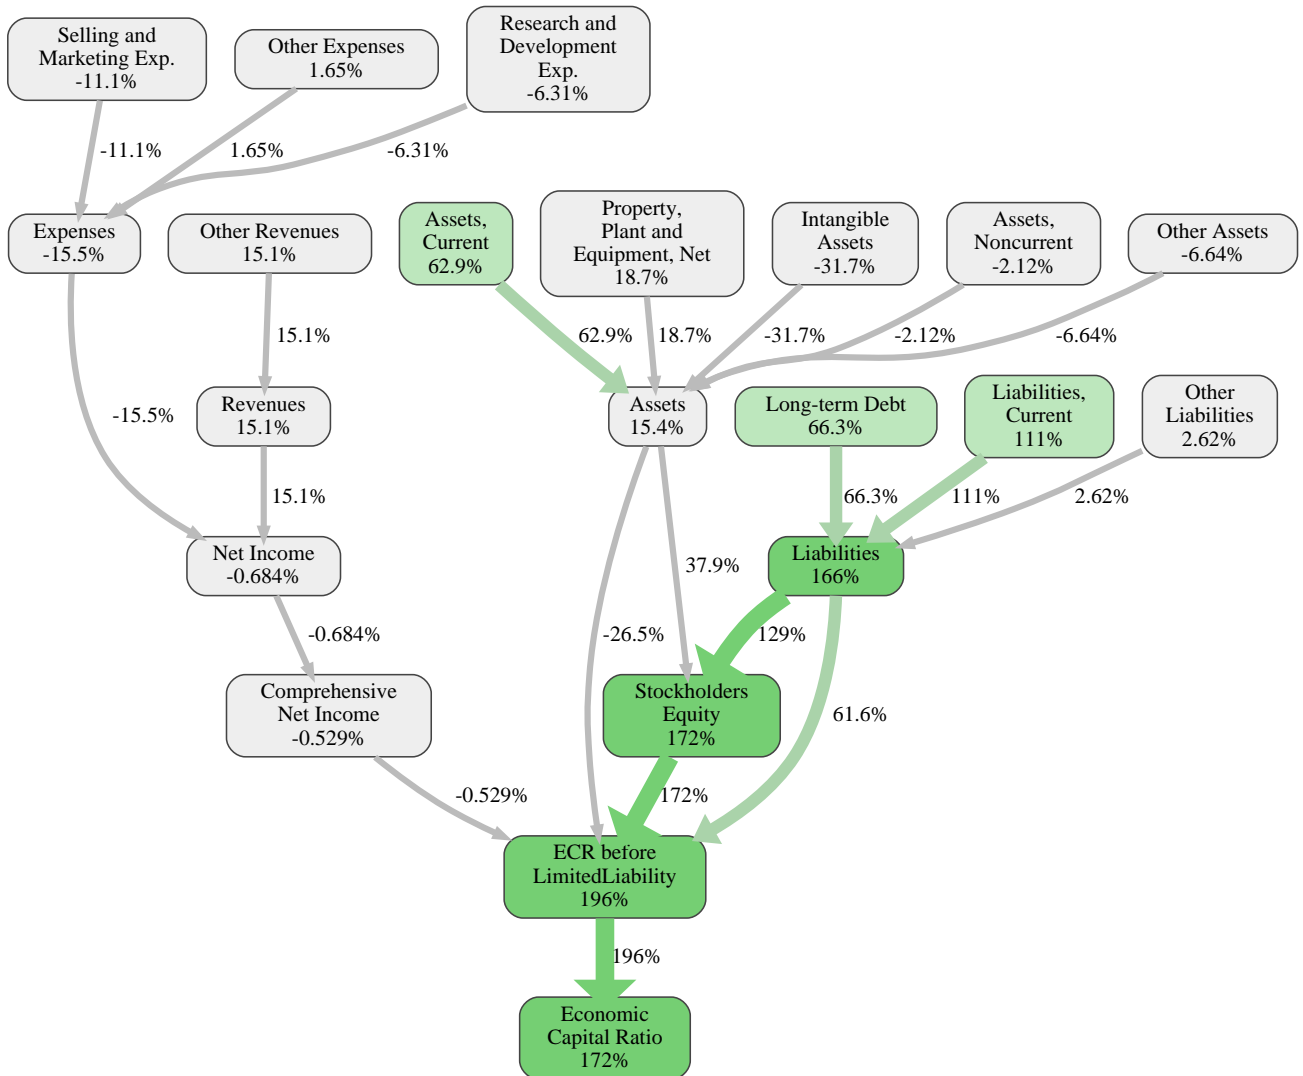 Selling and
Marketing Exp.
-11.1%
Other Expenses
1.65%
Research and
Development
Exp.
-6.31%
-11.1%
1.65%
-6.31%
Expenses
-15.5%
Other Revenues
15.1%
Assets,
Current
62.9%
Property,
Plant and
Equipment, Net
18.7%
Intangible
Assets
-31.7%
Assets,
Noncurrent
-2.12%
Other Assets
-6.64%
15.1%
62.9%
18.7%
-31.7%
-2.12%
-6.64%
-15.5%
Revenues
15.1%
Assets
15.4%
Long-term Debt
66.3%
Liabilities,
Current
111%
Other
Liabilities
2.62%
15.1%
66.3%
111%
2.62%
Net Income
-0.684%
37.9%
Liabilities
166%
-0.684%
-26.5%
129%
Comprehensive
Net Income
-0.529%
Stockholders
Equity
172%
61.6%
-0.529%
172%
ECR before
LimitedLiability
196%
196%
Economic
Capital Ratio
172%